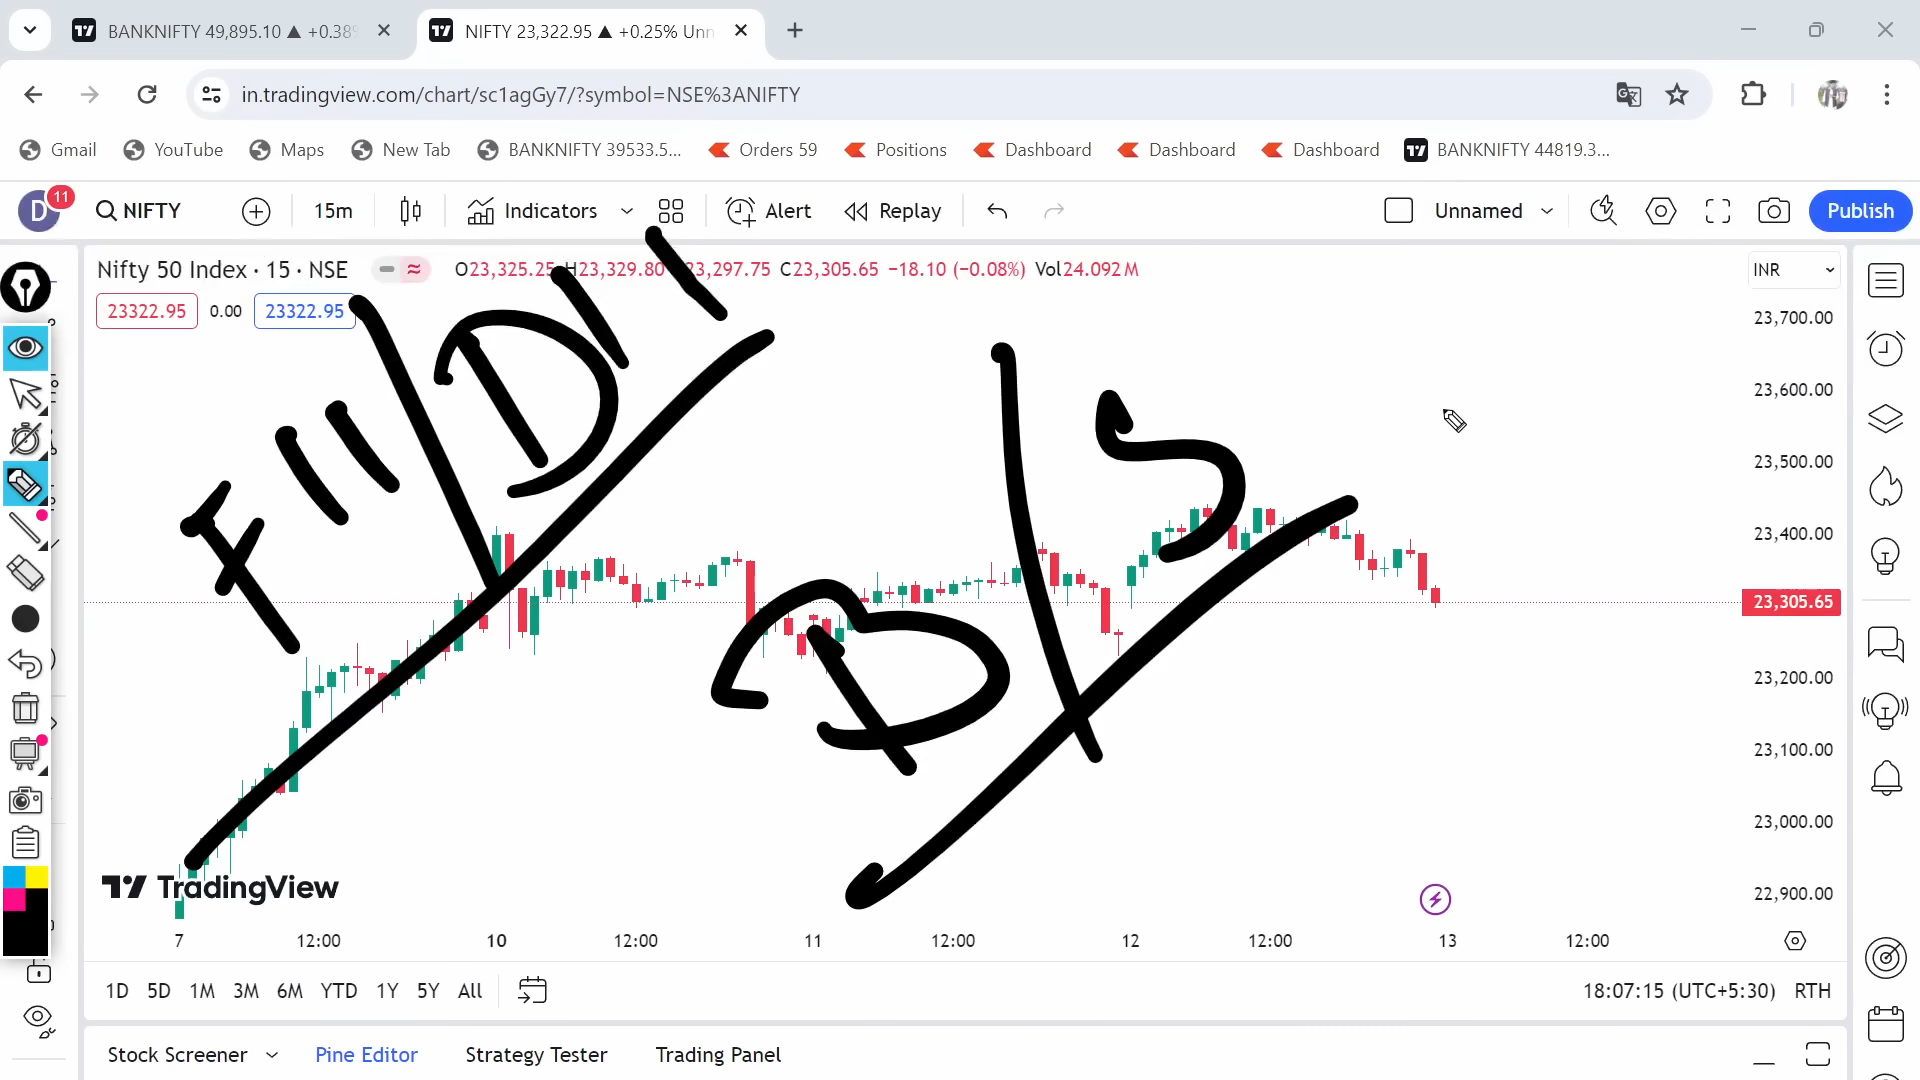 BANKNIFTY 49,895.10 ▲ +0.38%
NIFTY 23,322.95 ▲ +0.25% Unn
in.tradingview.com/chart/sc1agGy7/?symbol=NSE%3ANIFTY
Gmail YouTube Maps New Tab BANKNIFTY 39533.5... Orders 59 Positions Dashboard Dashboard Dashboard BANKNIFTY 44819.3...
D 11 NIFTY 15m Indicators Alert Replay Unnamed Publish
Nifty 50 Index · 15 · NSE O23,325.25 H23,329.80 23,297.75 C23,305.65 −18.10 (−0.08%) Vol24.092 M INR
23322.95 0.00 23322.95
23,700.00
23,600.00
23,500.00
23,400.00
23,305.65
23,200.00
23,100.00
23,000.00
22,900.00
FII/DII
B/S
TradingView
7 12:00 10 12:00 11 12:00 12 12:00 13 12:00
1D 5D 1M 3M 6M YTD 1Y 5Y All 18:07:15 (UTC+5:30) RTH
Stock Screener Pine Editor Strategy Tester Trading Panel